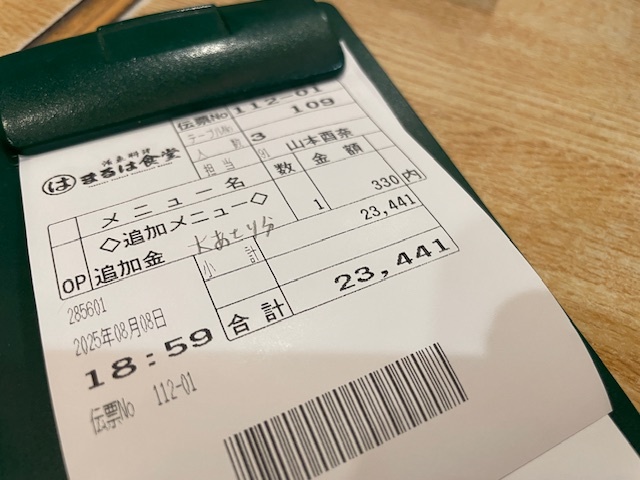 伝票No 112-01
テーブルNo 109
人数 3
担当 山本酉奈
まるは食堂
メニュー名 数 金額
◇追加メニュー◇
OP 追加金 大あたり分 1 330内
小計 23,441
合計 23,441
285601
2025年08月08日
18:59
伝票No 112-01